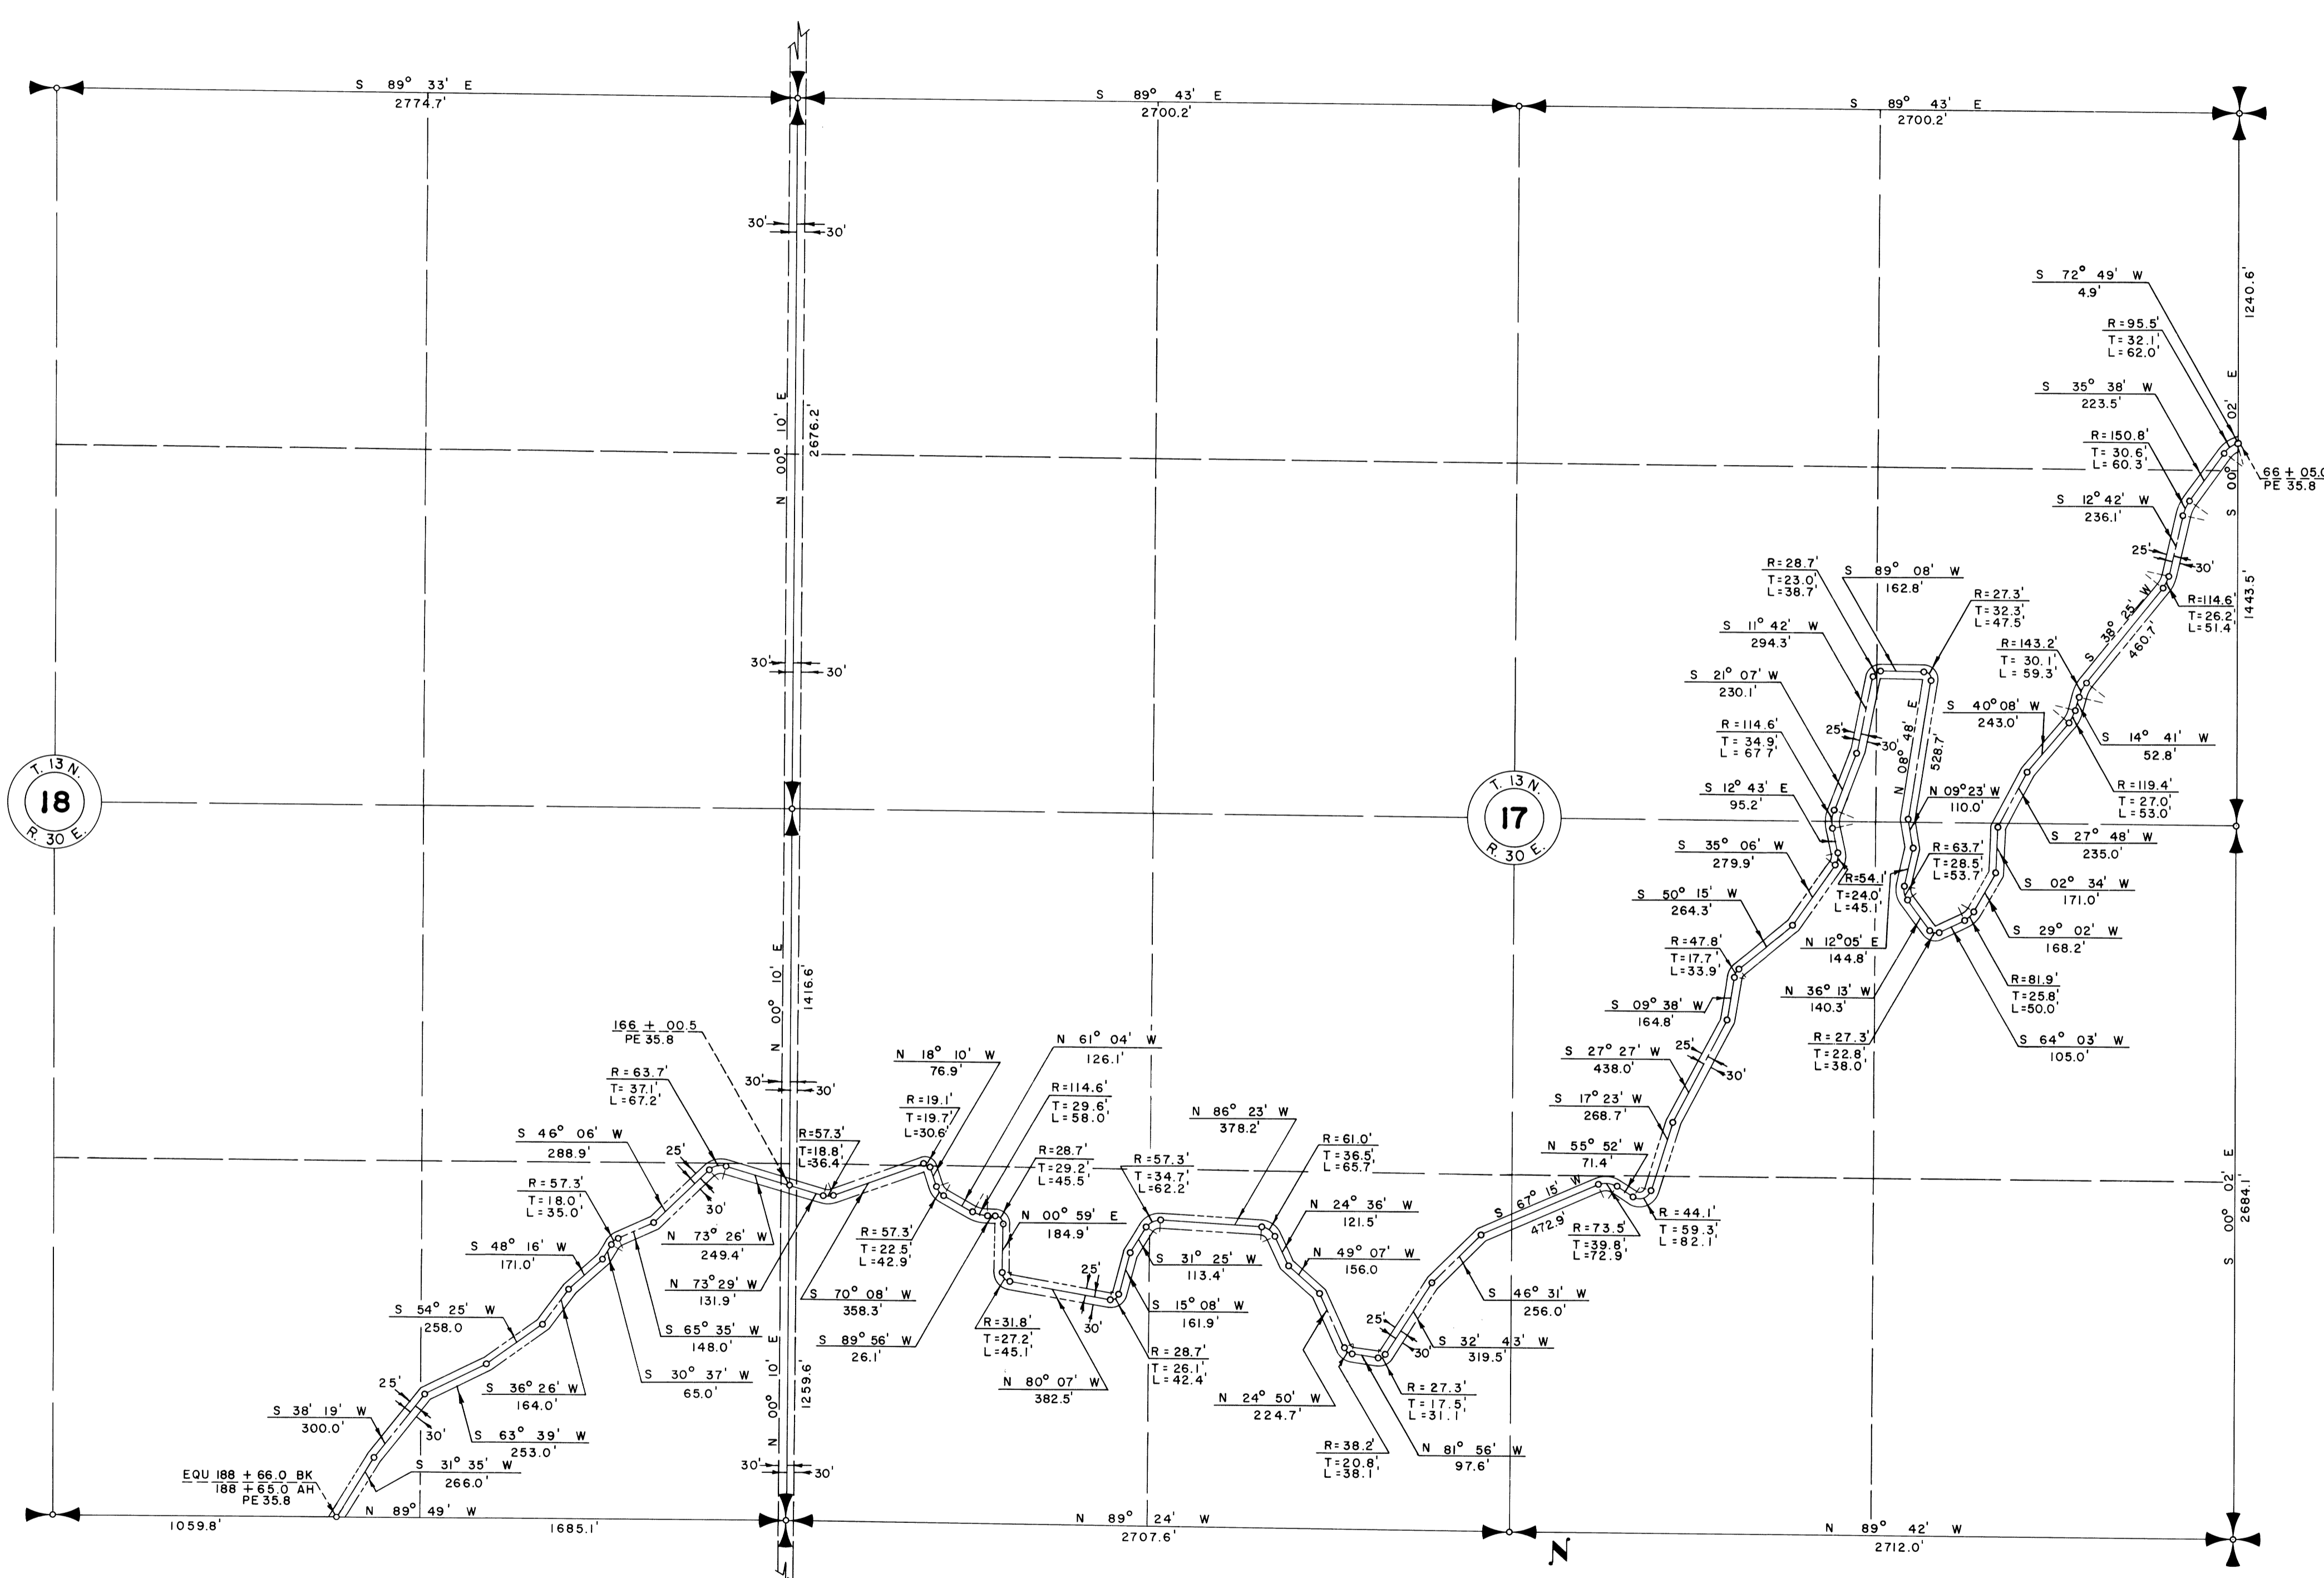 S 89° 33' E
2774.7'
S 89° 43' E
2700.2'
S 89° 43' E
2700.2'
30'
30'
N 00° 10' E
2676.2'
30'
30'
S 72° 49' W
4.9'
R=95.5'
T=32.1'
L=62.0'
S 35° 38' W
223.5'
R=150.8'
T=30.6'
L=60.3'
S 12° 42' W
236.1'
25'
30'
1240.6'
S 00° 02' E
1443.5'
66 + 05.0
PE 35.8
R=114.6'
T=26.2'
L=51.4'
S 38° 25' W
460.7'
R=143.2'
T=30.1'
L=59.3'
S 40° 08' W
243.0'
S 14° 41' W
52.8'
R=119.4'
T=27.0'
L=53.0'
S 27° 48' W
235.0'
S 02° 34' W
171.0'
S 29° 02' W
168.2'
R=81.9'
T=25.8'
L=50.0'
S 64° 03' W
105.0'
R=27.3'
T=22.8'
L=38.0'
N 36° 13' W
140.3'
R=63.7'
T=28.5'
L=53.7'
N 12° 05' E
144.8'
N 09° 23' W
110.0'
N 08° 48' E
528.7'
R=27.3'
T=32.3'
L=47.5'
S 89° 08' W
162.8'
R=28.7'
T=23.0'
L=38.7'
S 11° 42' W
294.3'
25'
30'
S 21° 07' W
230.1'
R=114.6'
T=34.9'
L=67.7'
S 12° 43' E
95.2'
R=54.1'
T=24.0'
L=45.1'
S 35° 06' W
279.9'
S 50° 15' W
264.3'
R=47.8'
T=17.7'
L=33.9'
S 09° 38' W
164.8'
25'
30'
S 27° 27' W
438.0'
S 17° 23' W
268.7'
R=44.1'
T=59.3'
L=82.1'
N 55° 52' W
71.4'
R=73.5'
T=39.8'
L=72.9'
S 67° 15' W
472.9'
S 46° 31' W
256.0'
S 32' 43' W
319.5'
25'
30'
R=27.3'
T=17.5'
L=31.1'
N 81° 56' W
97.6'
R=38.2'
T=20.8'
L=38.1'
N 24° 50' W
224.7'
N 49° 07' W
156.0
N 24° 36' W
121.5'
R=61.0'
T=36.5'
L=65.7'
N 86° 23' W
378.2'
R=57.3'
T=34.7'
L=62.2'
S 31° 25' W
113.4'
S 15° 08' W
161.9'
R=28.7'
T=26.1'
L=42.4'
25'
30'
N 80° 07' W
382.5'
R=31.8'
T=27.2'
L=45.1'
N 00° 59' E
184.9'
R=28.7'
T=29.2'
L=45.5'
S 89° 56' W
26.1'
R=114.6'
T=29.6'
L=58.0'
N 61° 04' W
126.1'
R=57.3'
T=22.5'
L=42.9'
N 18° 10' W
76.9'
R=19.1'
T=19.7'
L=30.6'
S 70° 08' W
358.3'
R=57.3'
T=18.8'
L=36.4'
N 73° 29' W
131.9'
166 + 00.5
PE 35.8
N 00° 10' E
1416.6'
30'
30'
N 73° 26' W
249.4'
R=63.7'
T=37.1'
L=67.2'
S 46° 06' W
288.9'
25'
30'
S 65° 35' W
148.0'
R=57.3'
T=18.0'
L=35.0'
S 30° 37' W
65.0'
S 48° 16' W
171.0'
S 36° 26' W
164.0'
S 54° 25' W
258.0
S 63° 39' W
253.0'
25'
30'
S 38' 19' W
300.0'
S 31° 35' W
266.0'
EQU 188 + 66.0 BK
188 + 65.0 AH
PE 35.8
N 00° 10' E
1259.6'
30'
30'
T. 13 N.
18
R. 30 E.
T. 13 N.
17
R. 30 E.
S 00° 02' E
2684.1'
1059.8'
N 89° 49' W
1685.1'
N 89° 24' W
2707.6'
N
N 89° 42' W
2712.0'